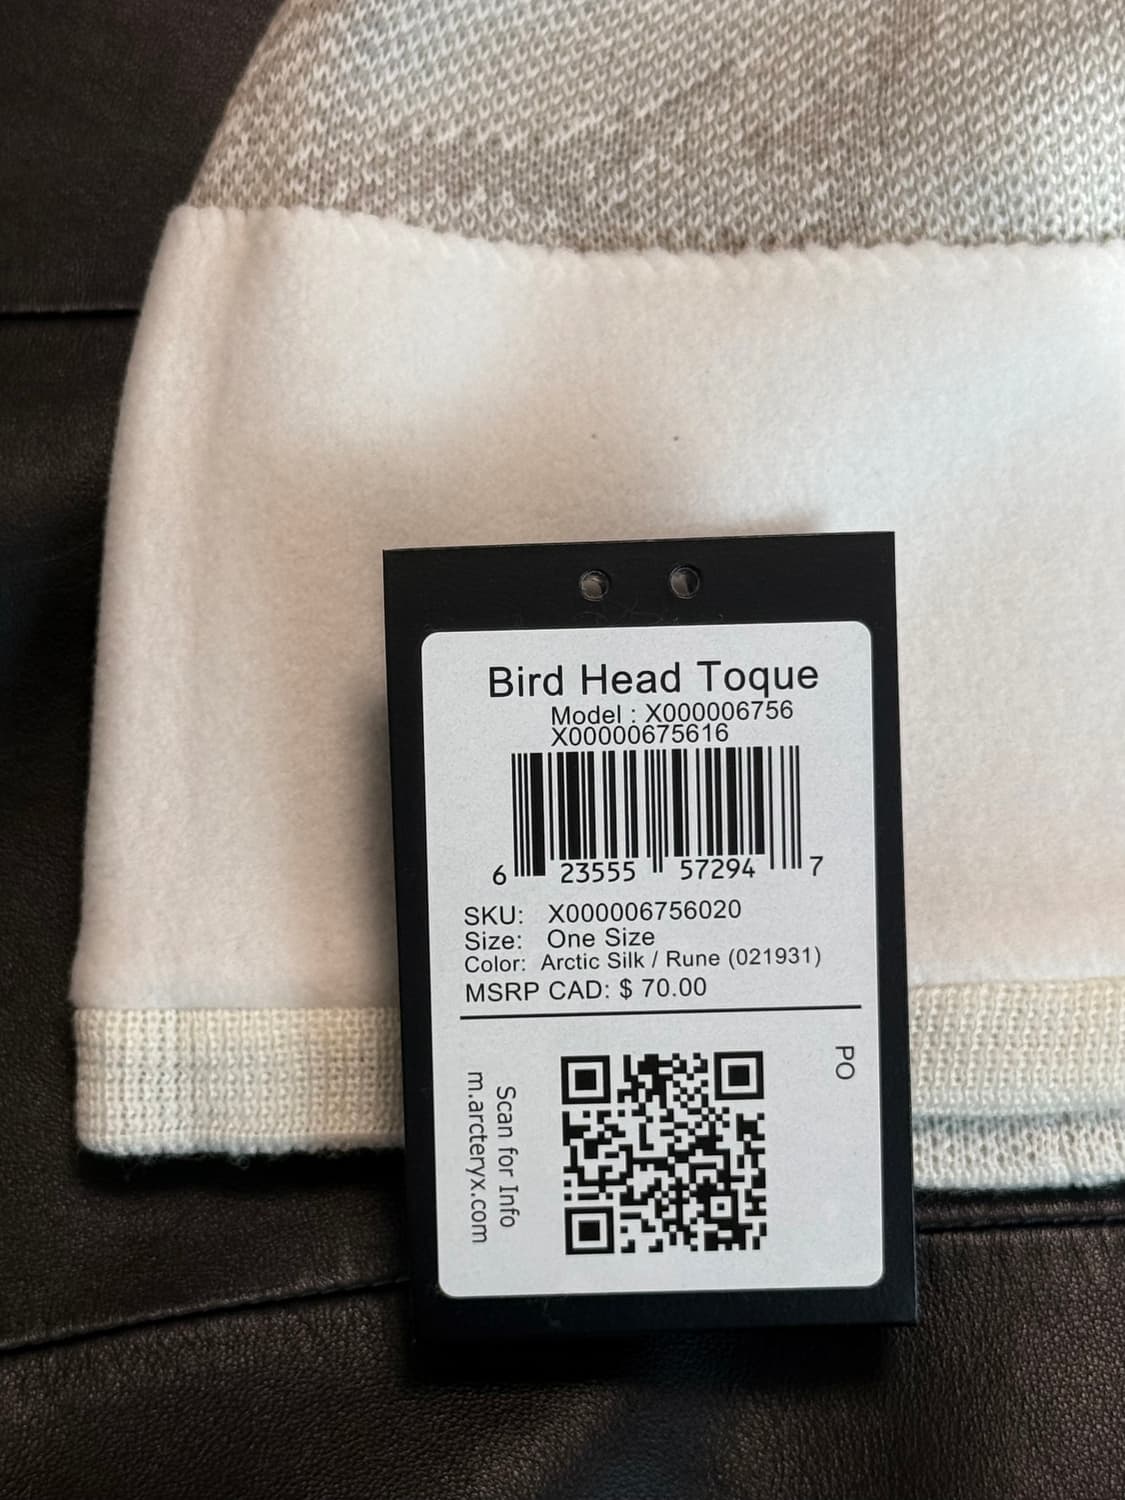 Bird Head Toque
Model : X000006756
X00000675616
6 23555 57294 7
SKU: X000006756020
Size: One Size
Color: Arctic Silk / Rune (021931)
MSRP CAD: $ 70.00
PO
Scan for Info
m.arcteryx.com